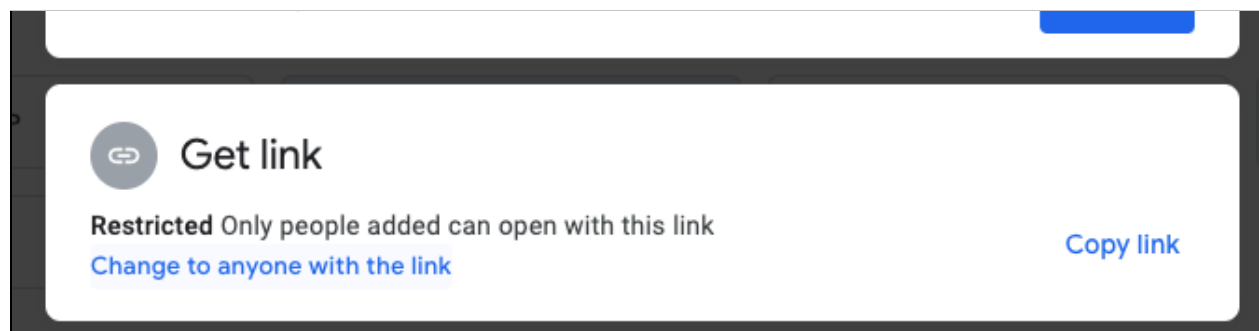 Get link
Restricted Only people added can open with this link
Change to anyone with the link
Copy link